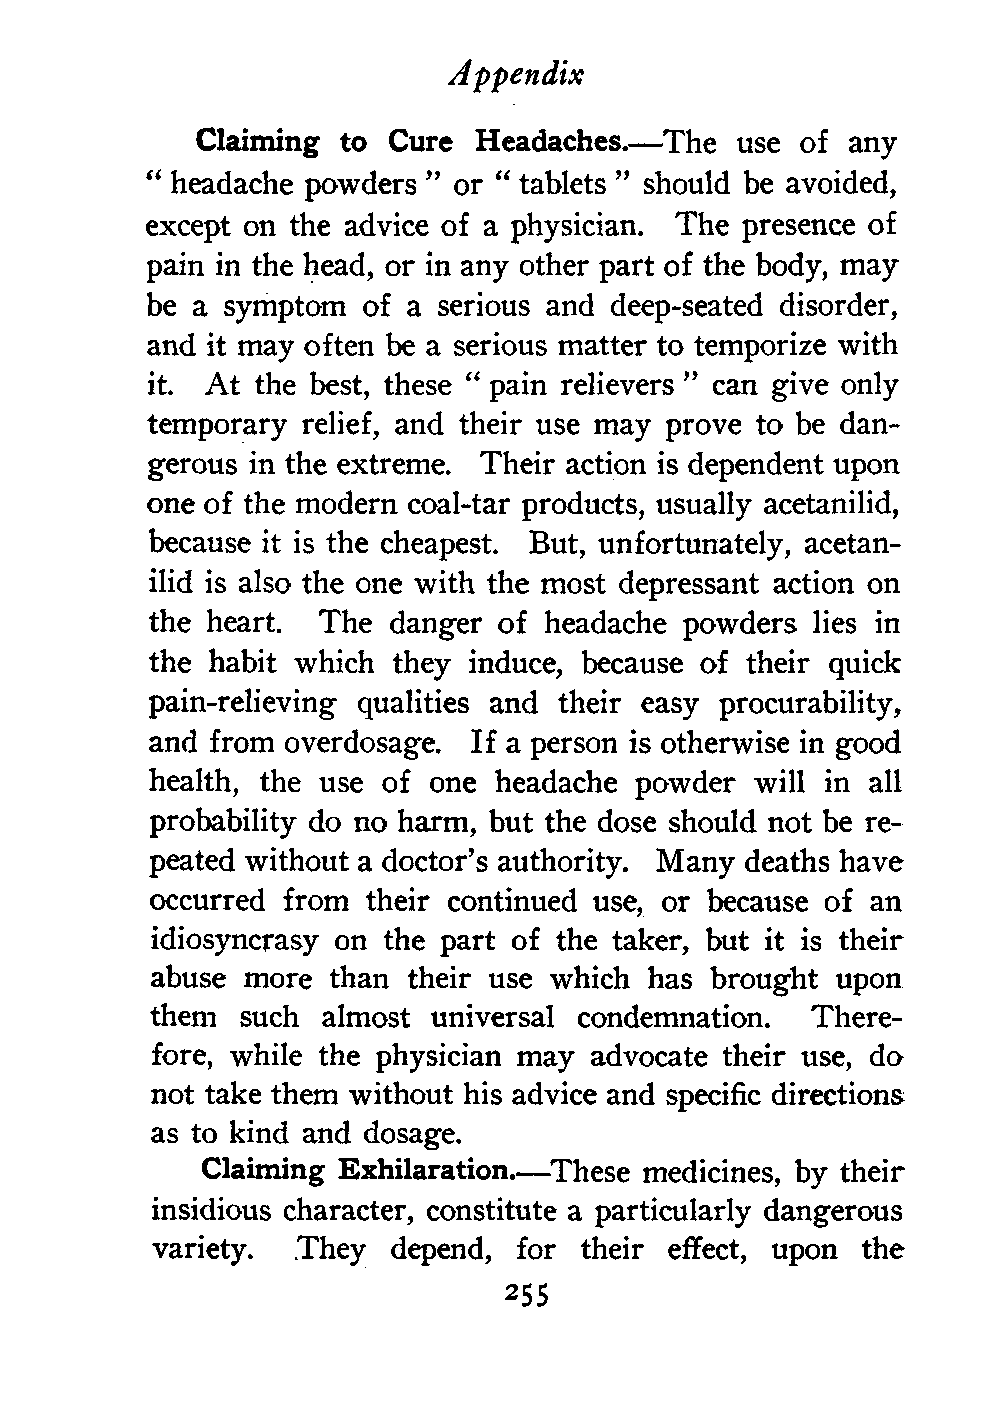 Appendix
Claiming to Cure Headaches.—The use of any
“ headache powders ” or “ tablets ” should be avoided,
except on the advice of a physician. The presence of
pain in the head, or in any other part of the body, may
be a symptom of a serious and deep-seated disorder,
and it may often be a serious matter to temporize with
it. At the best, these “ pain relievers ” can give only
temporary relief, and their use may prove to be dan-
gerous in the extreme. Their action is dependent upon
one of the modern coal-tar products, usually acetanilid,
because it is the cheapest. But, unfortunately, acetan-
ilid is also the one with the most depressant action on
the heart. The danger of headache powders lies in
the habit which they induce, because of their quick
pain-relieving qualities and their easy procurability,
and from overdosage. If a person is otherwise in good
health, the use of one headache powder will in all
probability do no harm, but the dose should not be re-
peated without a doctor’s authority. Many deaths have
occurred from their continued use, or because of an
idiosyncrasy on the part of the taker, but it is their
abuse more than their use which has brought upon
them such almost universal condemnation. There-
fore, while the physician may advocate their use, do
not take them without his advice and specific directions
as to kind and dosage.
Claiming Exhilaration.—These medicines, by their
insidious character, constitute a particularly dangerous
variety. They depend, for their effect, upon the
255